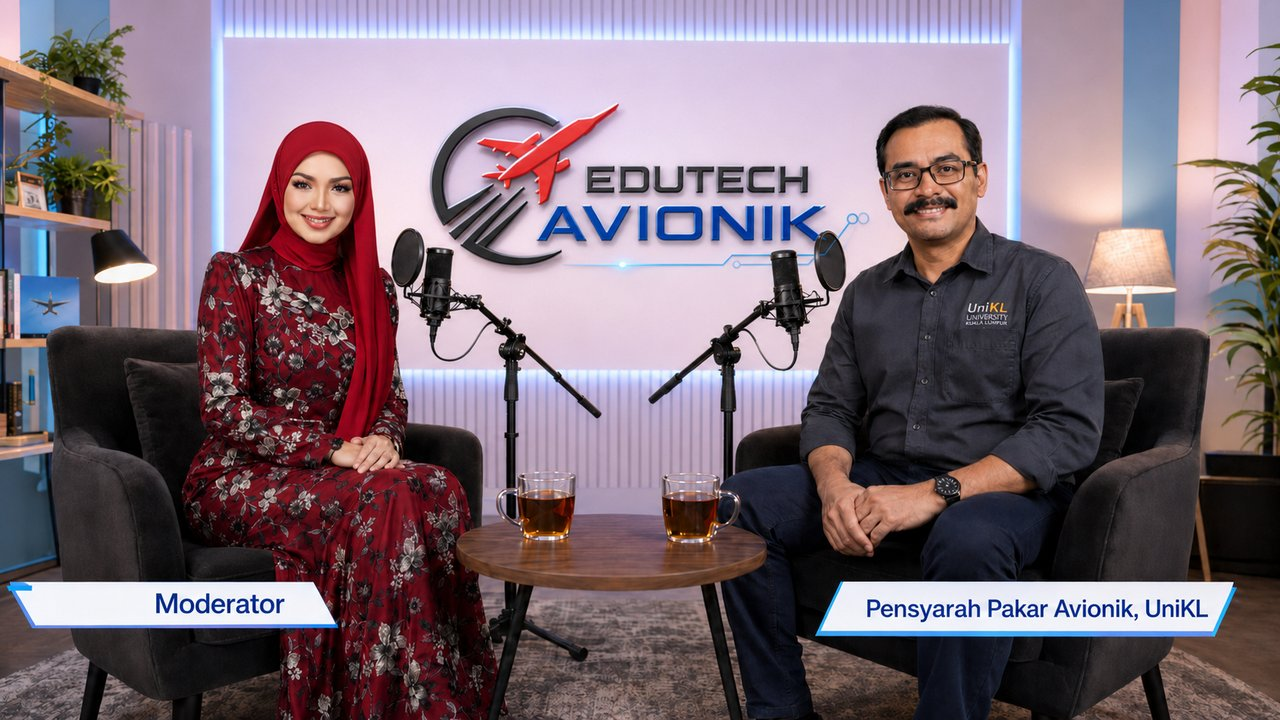 EDUTECH
AVIONIK
UniKL
UNIVERSITY
KUALA LUMPUR
Moderator
Pensyarah Pakar Avionik, UniKL